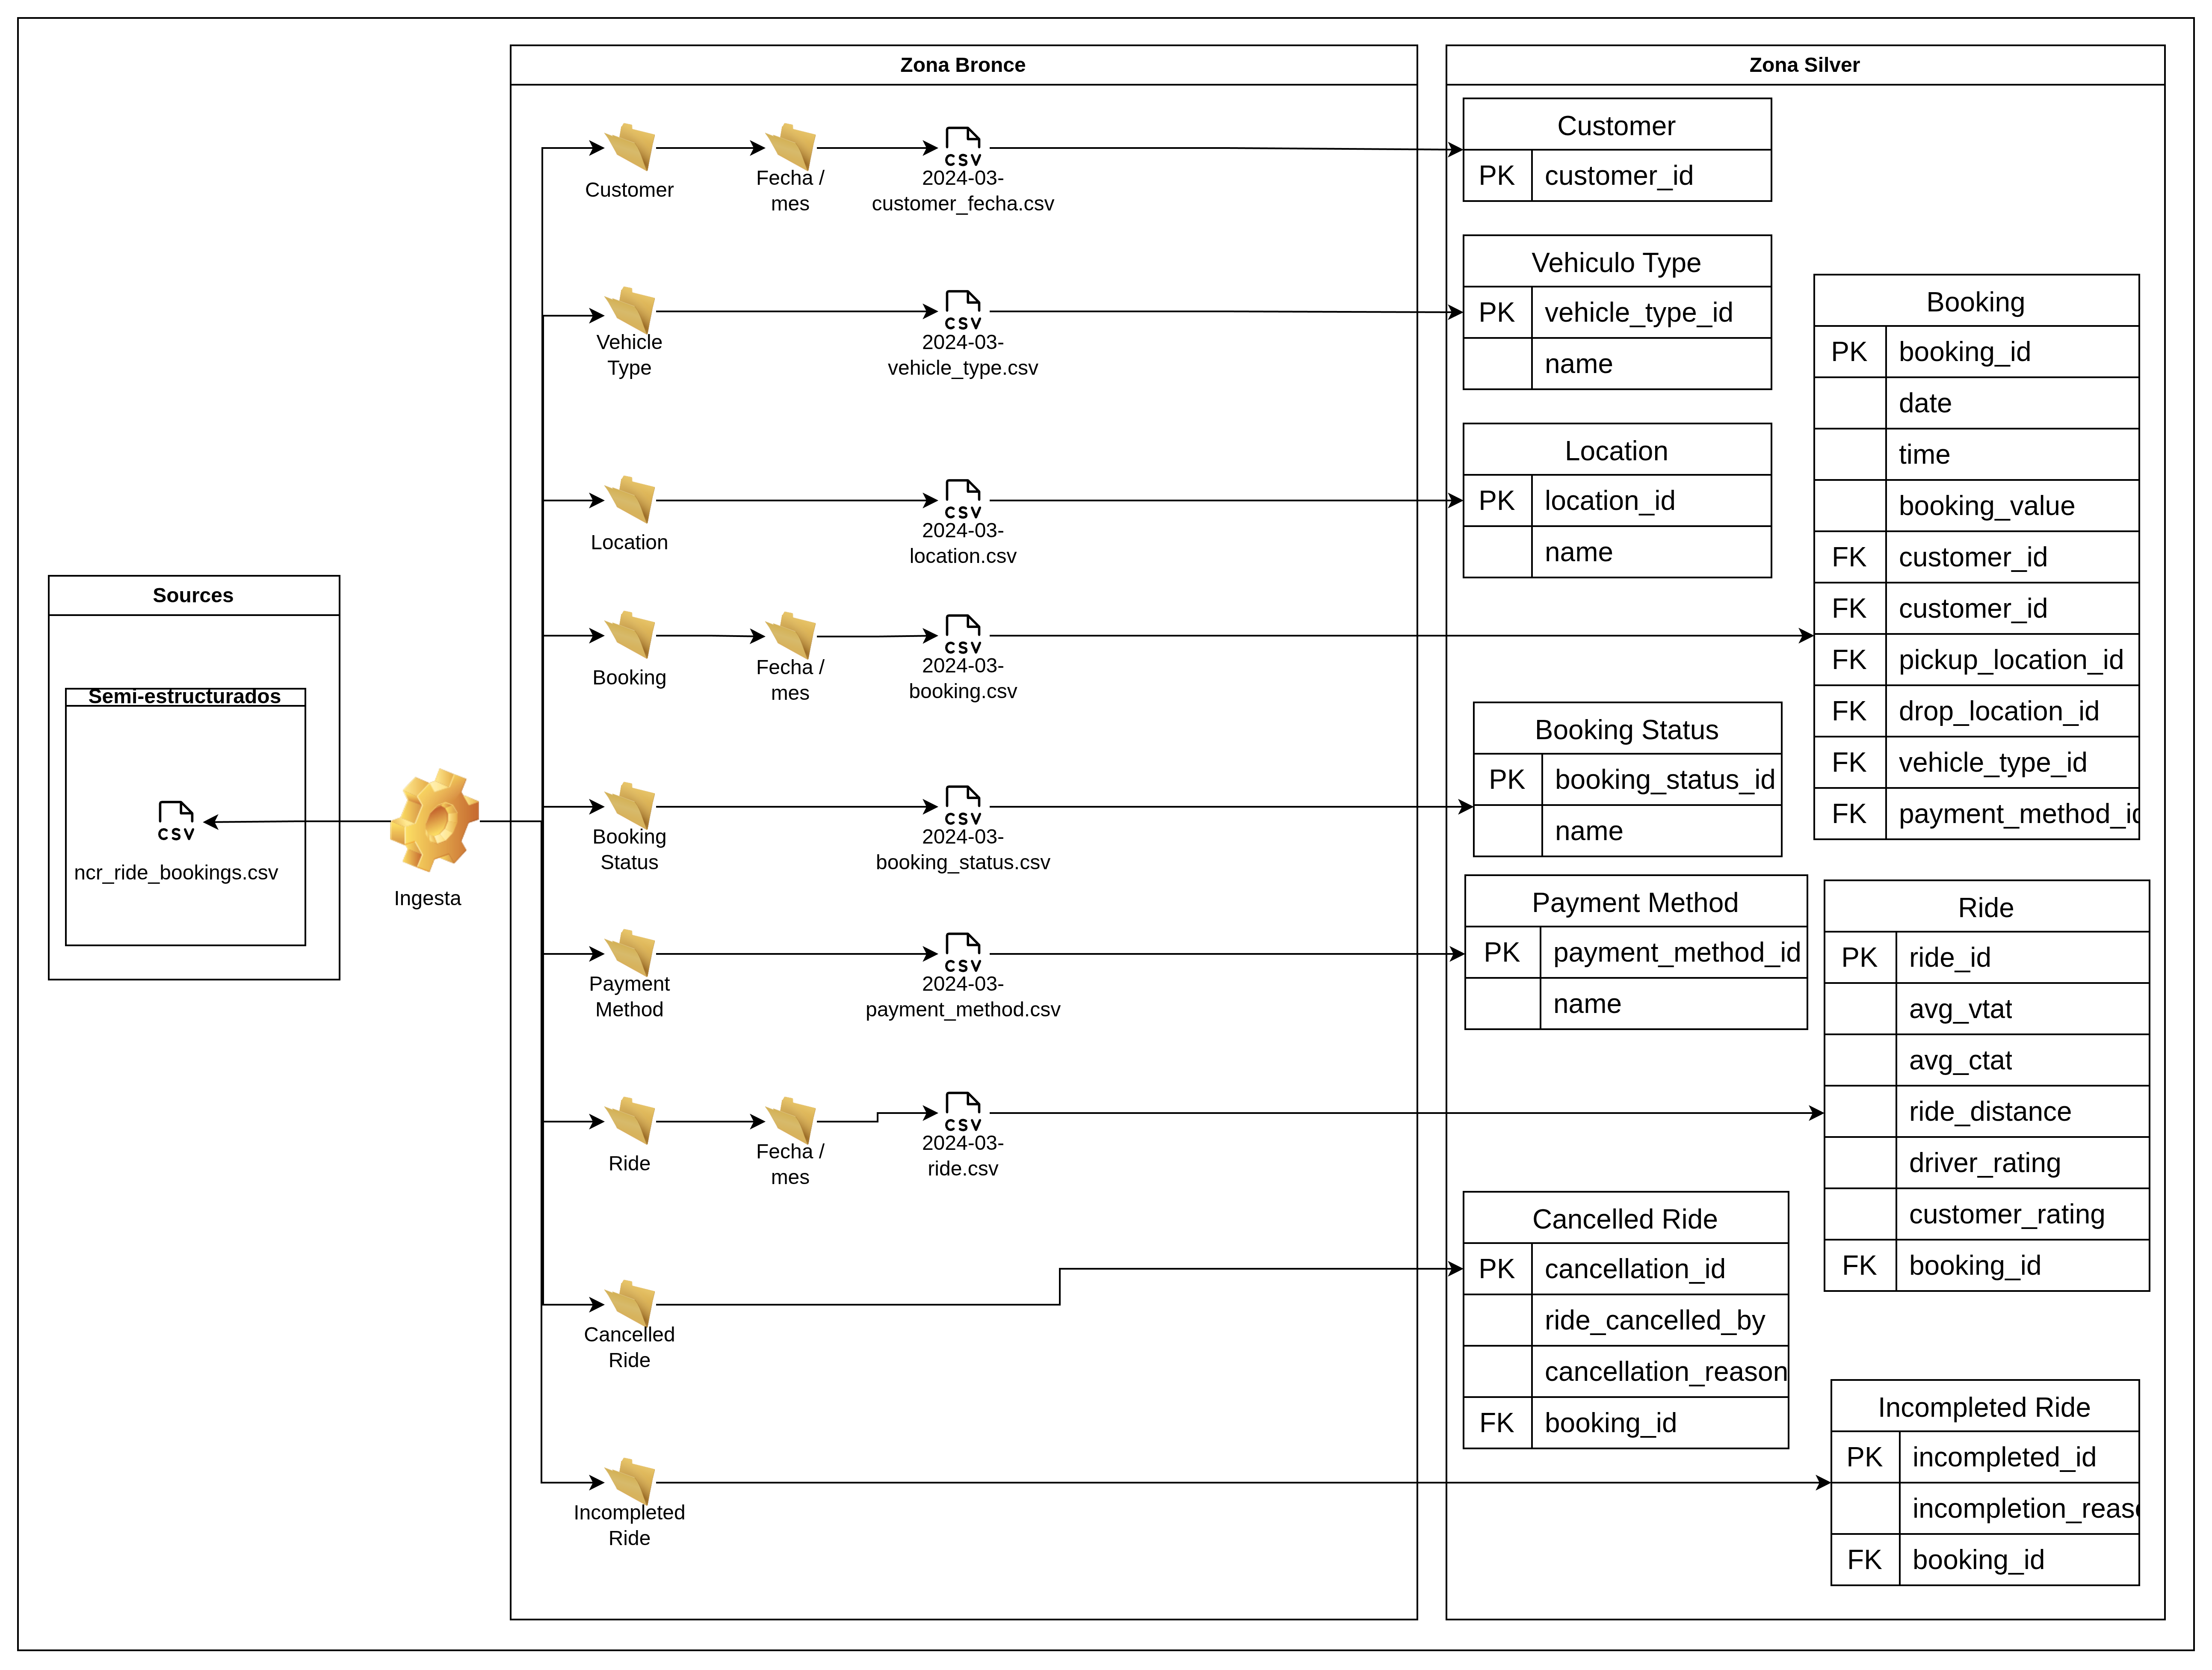 Zona Bronce
Zona Silver
Sources
Semi-estructurados
CSV
ncr_ride_bookings.csv
Ingesta
Customer
Fecha /
mes
CSV
2024-03-
customer_fecha.csv
Vehicle
Type
CSV
2024-03-
vehicle_type.csv
Location
CSV
2024-03-
location.csv
Booking
Fecha /
mes
CSV
2024-03-
booking.csv
Booking
Status
CSV
2024-03-
booking_status.csv
Payment
Method
CSV
2024-03-
payment_method.csv
Ride
Fecha /
mes
CSV
2024-03-
ride.csv
Cancelled
Ride
Incompleted
Ride
Customer
PK customer_id
Vehiculo Type
PK vehicle_type_id
name
Location
PK location_id
name
Booking
PK booking_id
date
time
booking_value
FK customer_id
FK customer_id
FK pickup_location_id
FK drop_location_id
FK vehicle_type_id
FK payment_method_id
Booking Status
PK booking_status_id
name
Payment Method
PK payment_method_id
name
Ride
PK ride_id
avg_vtat
avg_ctat
ride_distance
driver_rating
customer_rating
FK booking_id
Cancelled Ride
PK cancellation_id
ride_cancelled_by
cancellation_reason
FK booking_id
Incompleted Ride
PK incompleted_id
incompletion_reas
FK booking_id